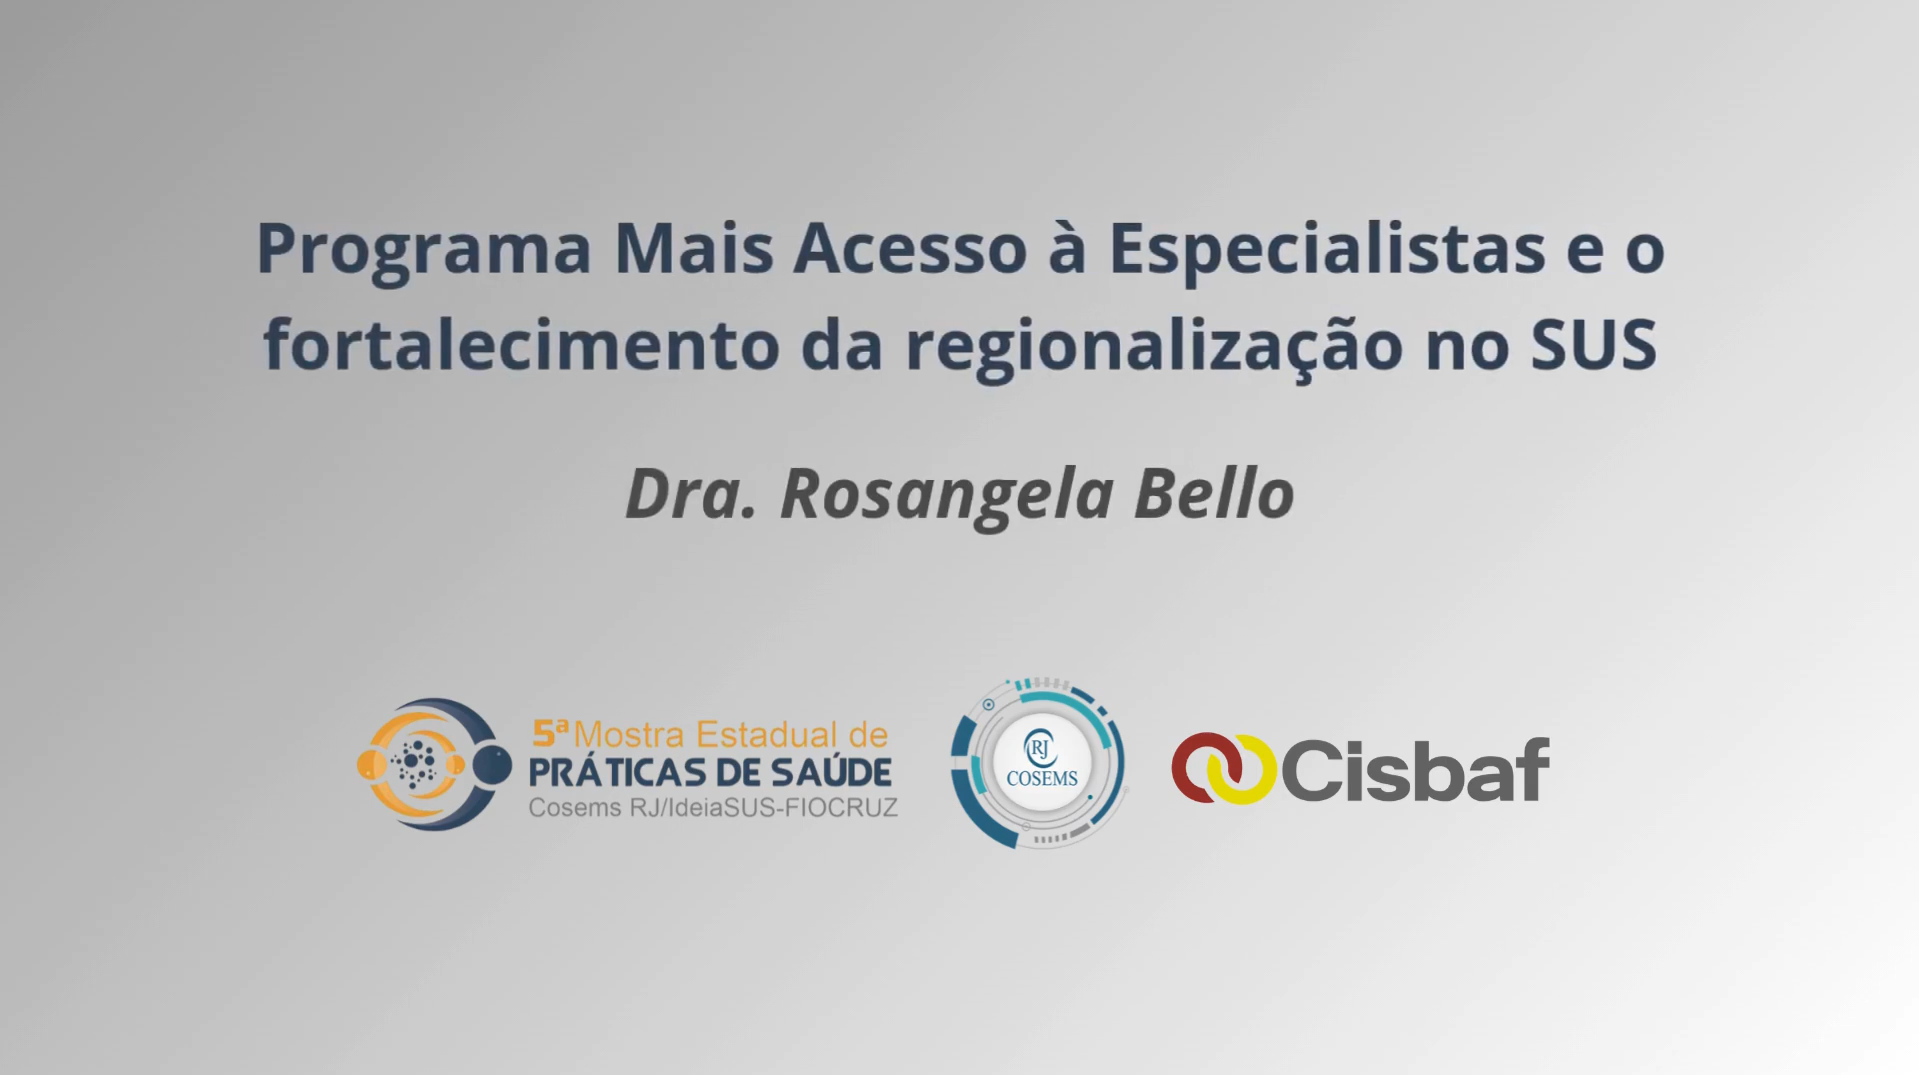 Programa Mais Acesso à Especialistas e o
fortalecimento da regionalização no SUS
Dra. Rosangela Bello
5ª Mostra Estadual de
PRÁTICAS DE SAÚDE
Cosems RJ/IdeiaSUS-FIOCRUZ
RJ
COSEMS
Cisbaf